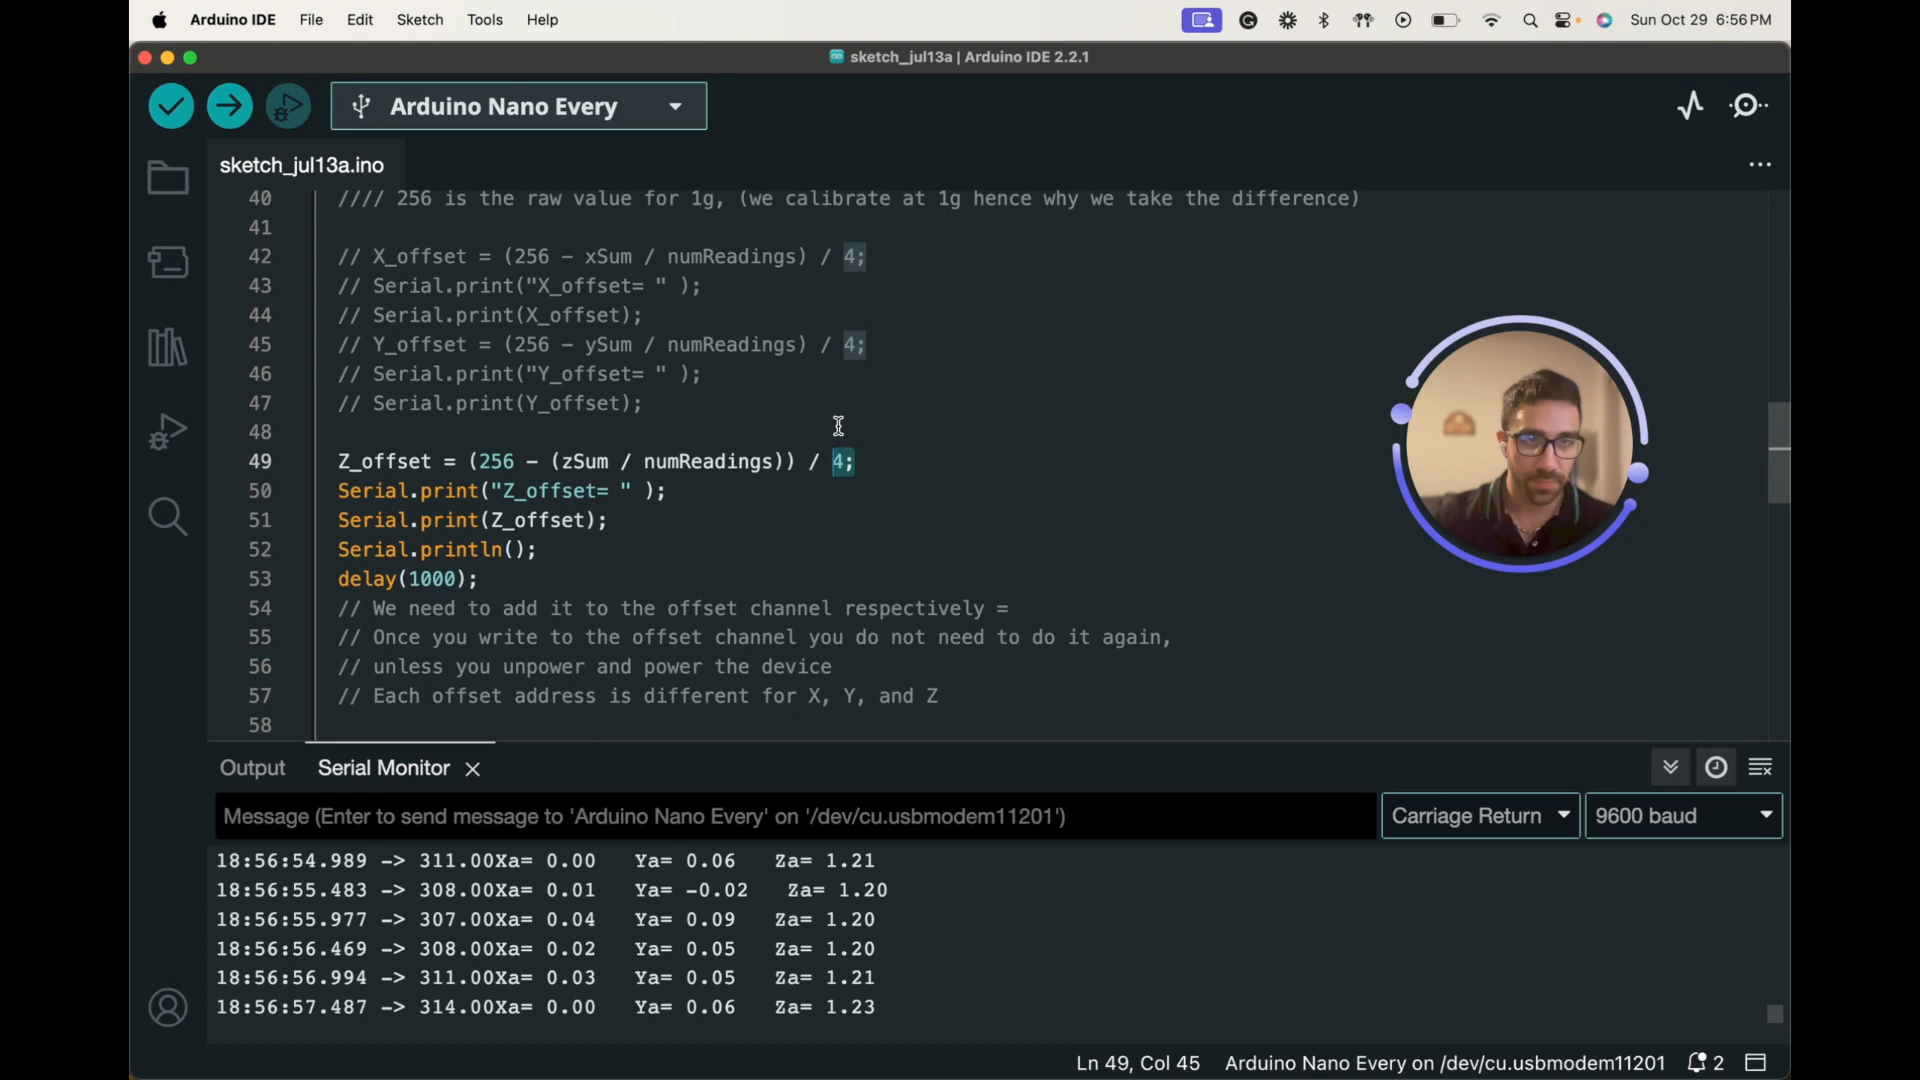 Arduino IDE File Edit Sketch Tools Help Sun Oct 29 6:56 PM
sketch_jul13a | Arduino IDE 2.2.1
Arduino Nano Every
sketch_jul13a.ino
40 //// 256 is the raw value for 1g, (we calibrate at 1g hence why we take the difference)
41
42 // X_offset = (256 - xSum / numReadings) / 4;
43 // Serial.print("X_offset= " );
44 // Serial.print(X_offset);
45 // Y_offset = (256 - ySum / numReadings) / 4;
46 // Serial.print("Y_offset= " );
47 // Serial.print(Y_offset);
48
49 Z_offset = (256 - (zSum / numReadings)) / 4;
50 Serial.print("Z_offset= " );
51 Serial.print(Z_offset);
52 Serial.println();
53 delay(1000);
54 // We need to add it to the offset channel respectively =
55 // Once you write to the offset channel you do not need to do it again,
56 // unless you unpower and power the device
57 // Each offset address is different for X, Y, and Z
58
Output Serial Monitor
Message (Enter to send message to 'Arduino Nano Every' on '/dev/cu.usbmodem11201') Carriage Return 9600 baud
18:56:54.989 -> 311.00Xa= 0.00 Ya= 0.06 Za= 1.21
18:56:55.483 -> 308.00Xa= 0.01 Ya= -0.02 Za= 1.20
18:56:55.977 -> 307.00Xa= 0.04 Ya= 0.09 Za= 1.20
18:56:56.469 -> 308.00Xa= 0.02 Ya= 0.05 Za= 1.20
18:56:56.994 -> 311.00Xa= 0.03 Ya= 0.05 Za= 1.21
18:56:57.487 -> 314.00Xa= 0.00 Ya= 0.06 Za= 1.23
Ln 49, Col 45 Arduino Nano Every on /dev/cu.usbmodem11201 2